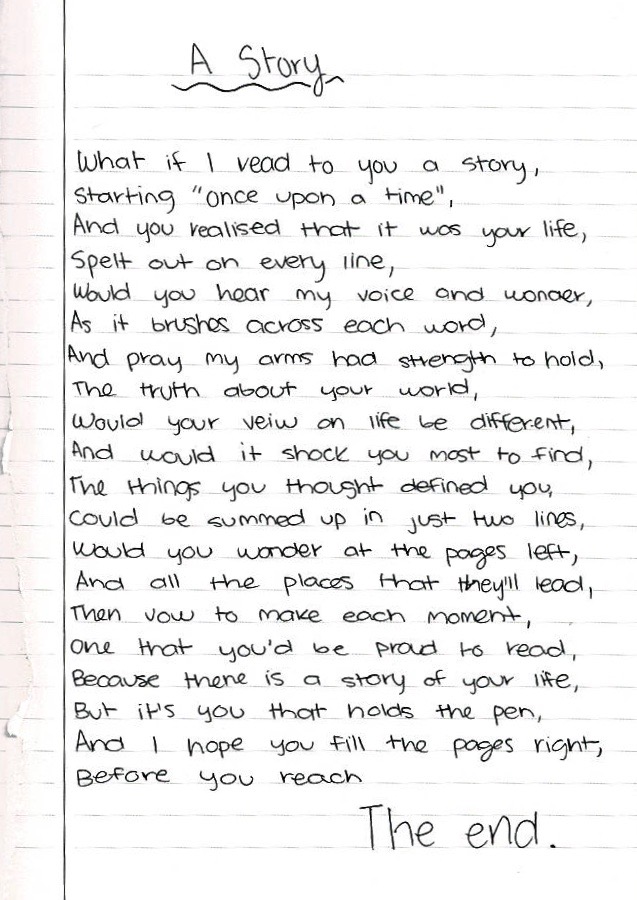 A Story
What if I read to you a story,
Starting "once upon a time",
And you realised that it was your life,
Spelt out on every line,
Would you hear my voice and wonder,
As it brushes across each word,
And pray my arms had strength to hold,
The truth about your world,
Would your veiw on life be different,
And would it shock you most to find,
The things you thought defined you,
Could be summed up in just two lines,
Would you wonder at the pages left,
And all the places that they'll lead,
Then vow to make each moment,
One that you'd be proud to read,
Because there is a story of your life,
But it's you that holds the pen,
And I hope you fill the pages right,
Before you reach
The end.